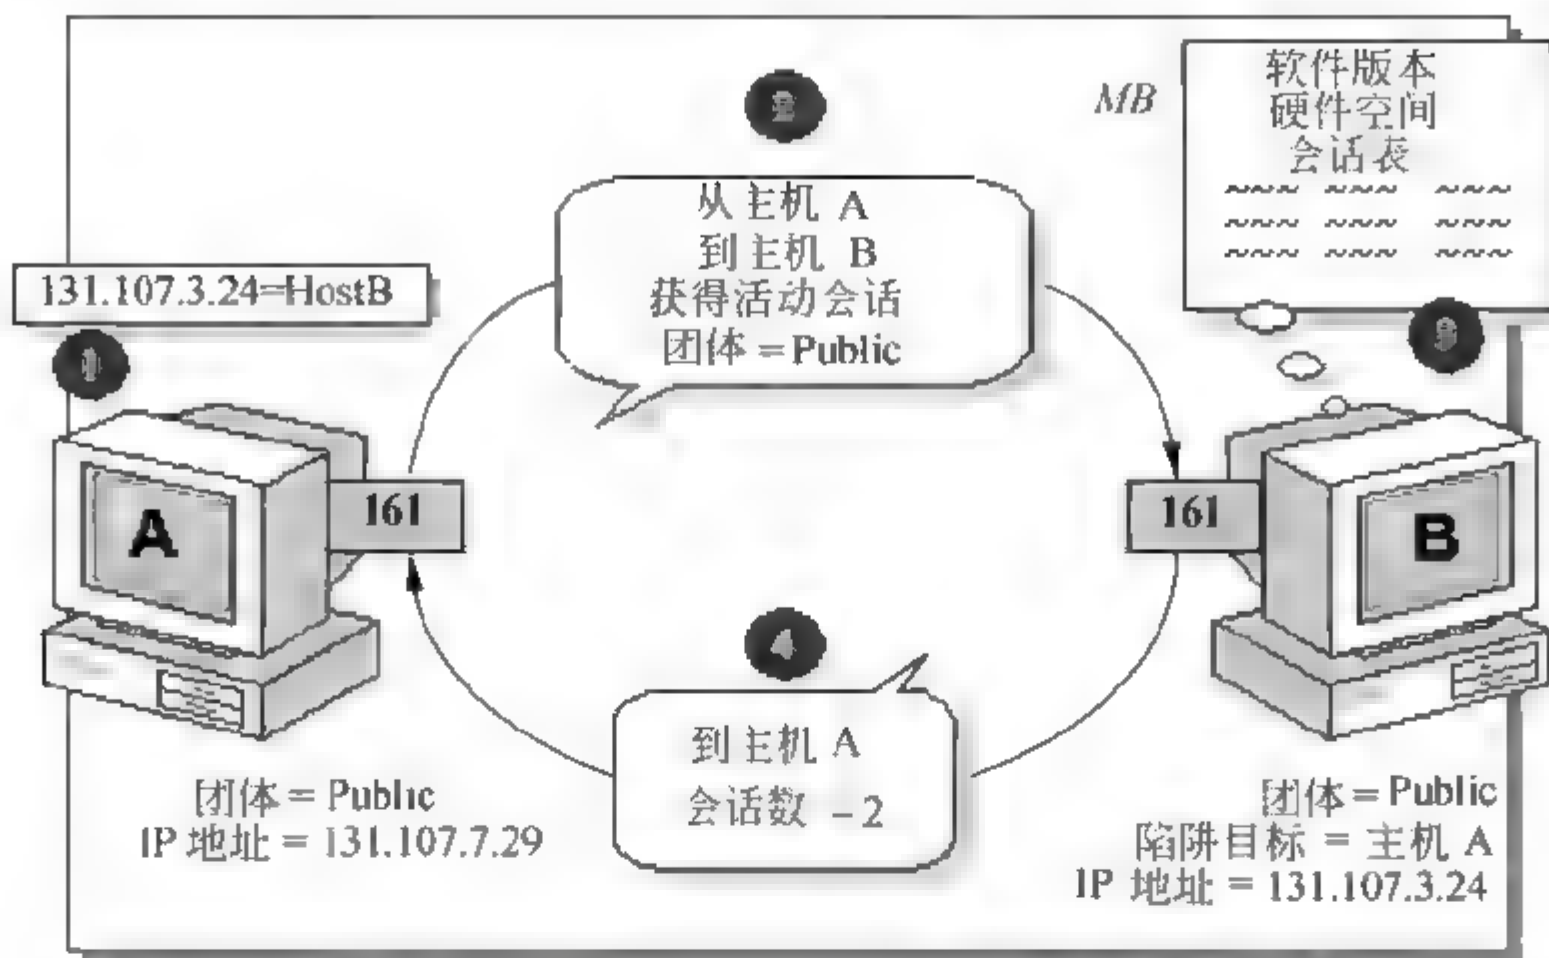 软件版本
硬件空间
会话表
MB
从主机 A
到主机 B
获得活动会话
团体 = Public
131.107.3.24=HostB
A
161
161
B
4
到主机 A
会话数 - 2
团体 = Public
IP 地址 = 131.107.7.29
团体 = Public
陷阱目标 = 主机 A
IP 地址 = 131.107.3.24